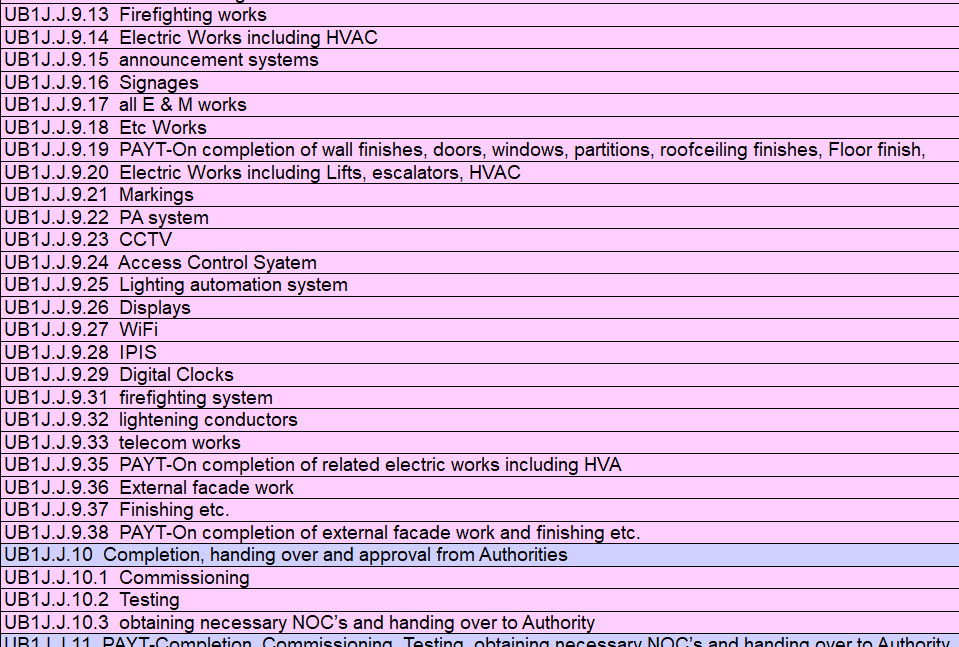 UB1J.J.9.13 Firefighting works
UB1J.J.9.14 Electric Works including HVAC
UB1J.J.9.15 announcement systems
UB1J.J.9.16 Signages
UB1J.J.9.17 all E & M works
UB1J.J.9.18 Etc Works
UB1J.J.9.19 PAYT-On completion of wall finishes, doors, windows, partitions, roofceiling finishes, Floor finish,
UB1J.J.9.20 Electric Works including Lifts, escalators, HVAC
UB1J.J.9.21 Markings
UB1J.J.9.22 PA system
UB1J.J.9.23 CCTV
UB1J.J.9.24 Access Control Syatem
UB1J.J.9.25 Lighting automation system
UB1J.J.9.26 Displays
UB1J.J.9.27 WiFi
UB1J.J.9.28 IPIS
UB1J.J.9.29 Digital Clocks
UB1J.J.9.31 firefighting system
UB1J.J.9.32 lightening conductors
UB1J.J.9.33 telecom works
UB1J.J.9.35 PAYT-On completion of related electric works including HVA
UB1J.J.9.36 External facade work
UB1J.J.9.37 Finishing etc.
UB1J.J.9.38 PAYT-On completion of external facade work and finishing etc.
UB1J.J.10 Completion, handing over and approval from Authorities
UB1J.J.10.1 Commissioning
UB1J.J.10.2 Testing
UB1J.J.10.3 obtaining necessary NOC's and handing over to Authority
UB1J.J.11 PAYT-Completion, Commissioning, Testing, obtaining necessary NOC's and handing over to Authority